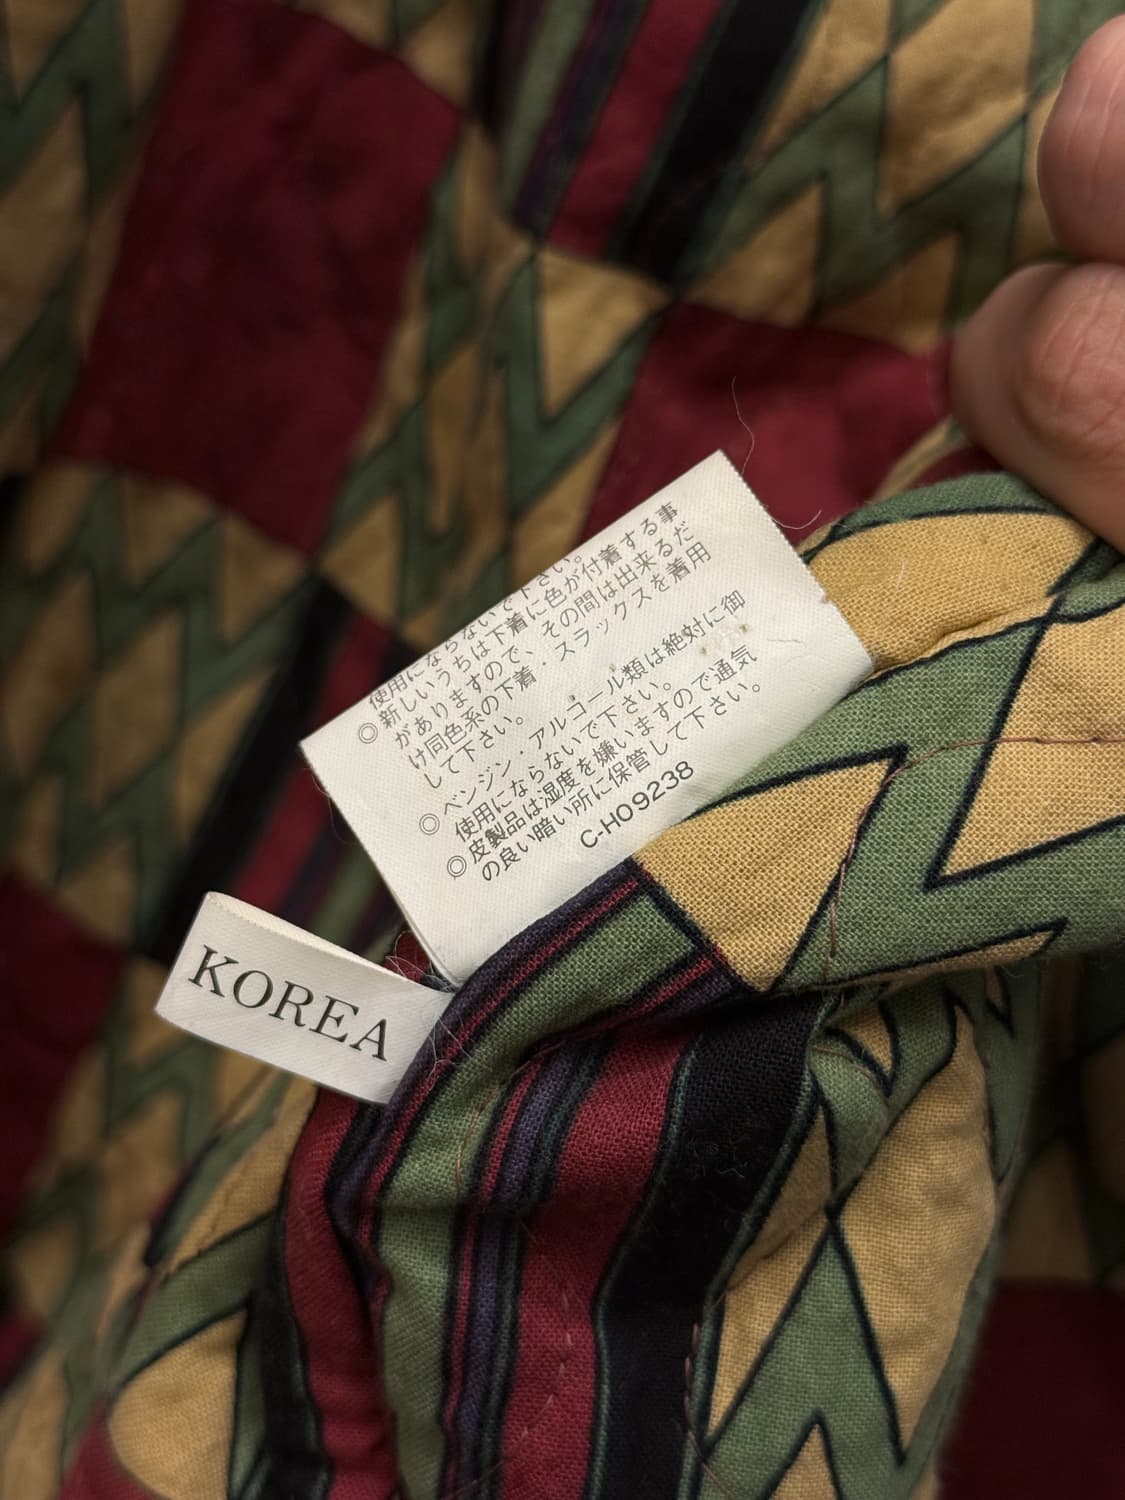 使用にならないで下さい。
◎新しいうちは下着に色が付着する事
がありますので、その間は出来るだ
け同色系の下着・スラックスを着用
して下さい。
◎ベンジン・アルコール類は絶対に御
使用にならないで下さい。
◎皮製品は湿度を嫌いますので通気
の良い暗い所に保管して下さい。
C-H09238
KOREA